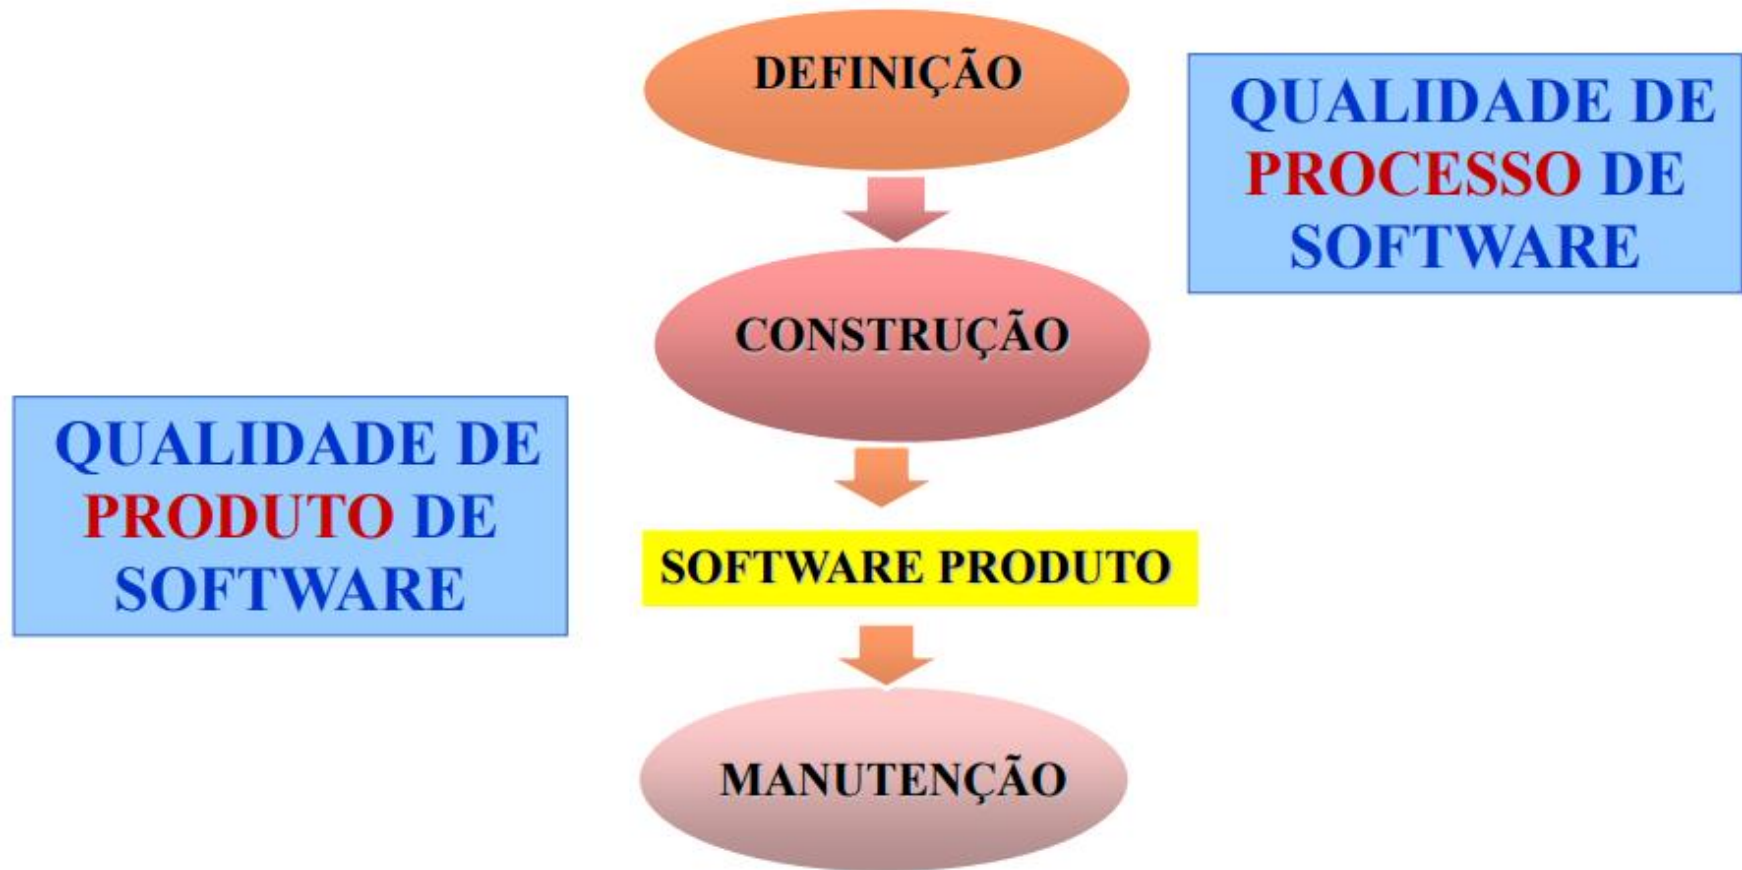 DEFINIÇÃO
QUALIDADE DE
PROCESSO DE
SOFTWARE
CONSTRUÇÃO
QUALIDADE DE
PRODUTO DE
SOFTWARE
SOFTWARE PRODUTO
MANUTENÇÃO